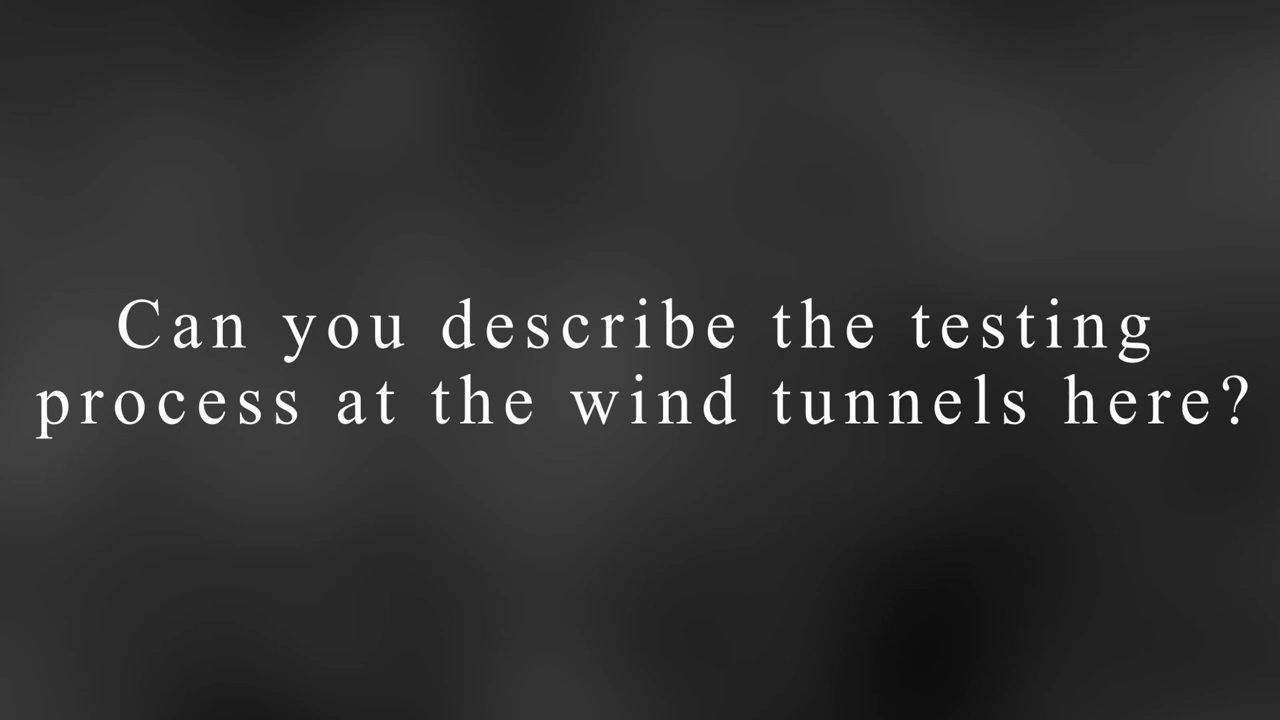 Can you describe the testing
process at the wind tunnels here?